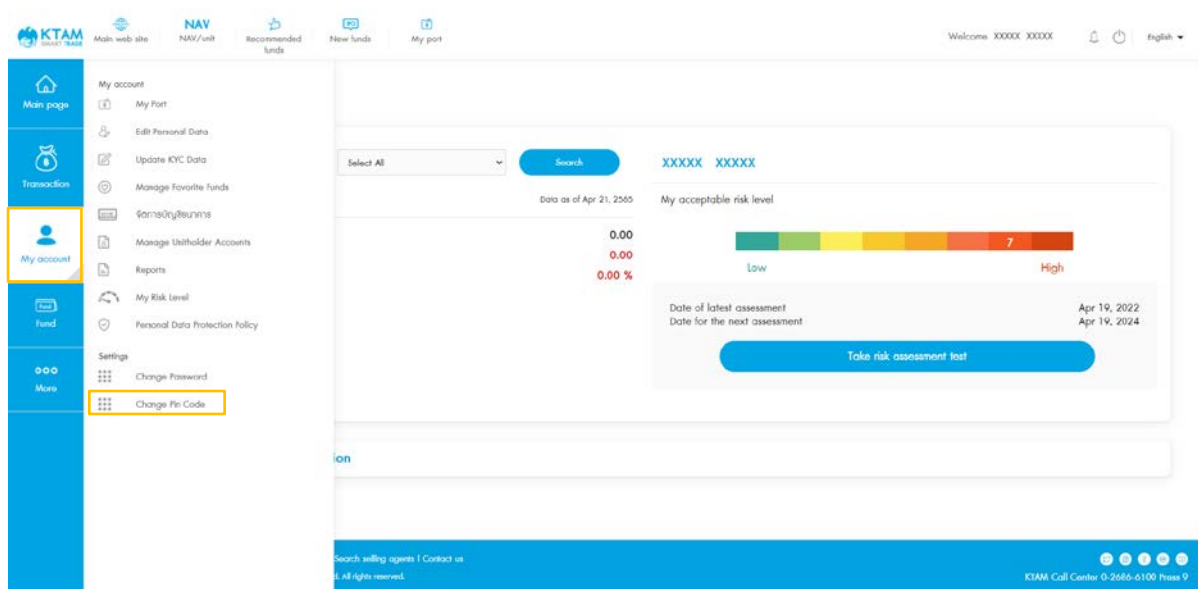 KTAM
SMART TRADE
Main web site
NAV
NAV/unit
Recommended
funds
New funds
My port
Welcome XXXXX XXXXX
English
Main page
Transaction
My account
Fund
More
My account
My Port
Edit Personal Data
Update KYC Data
Manage Favorite Funds
จัดการบัญชีธนาคาร
Manage Unitholder Accounts
Reports
My Risk Level
Personal Data Protection Policy
Settings
Change Password
Change Pin Code
Select All
Search
Data as of Apr 21, 2565
0.00
0.00
0.00 %
XXXXX XXXXX
My acceptable risk level
7
Low High
Date of latest assessment Apr 19, 2022
Date for the next assessment Apr 19, 2024
Take risk assessment test
ion
Search selling agents | Contact us
d. All rights reserved.
KTAM Call Center 0-2686-6100 Press 9